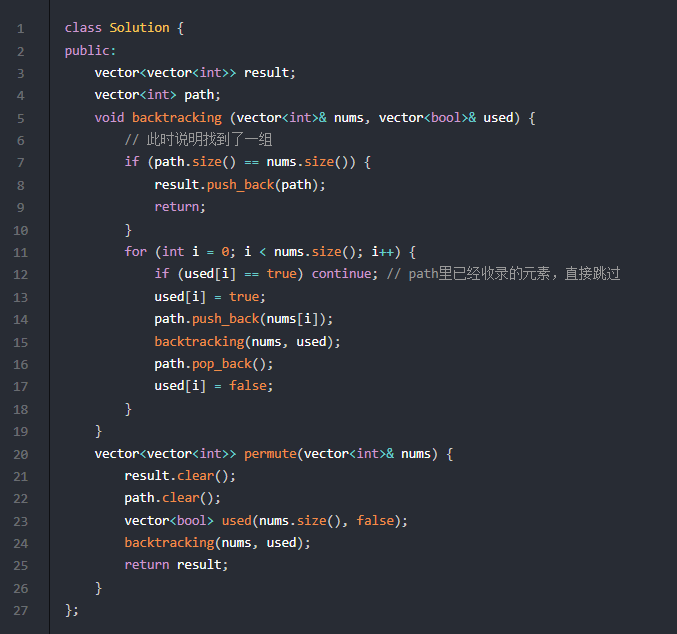 1 class Solution {
2 public:
3     vector<vector<int>> result;
4     vector<int> path;
5     void backtracking (vector<int>& nums, vector<bool>& used) {
6         // 此时说明找到了一组
7         if (path.size() == nums.size()) {
8             result.push_back(path);
9             return;
10         }
11         for (int i = 0; i < nums.size(); i++) {
12             if (used[i] == true) continue; // path里已经收录的元素，直接跳过
13             used[i] = true;
14             path.push_back(nums[i]);
15             backtracking(nums, used);
16             path.pop_back();
17             used[i] = false;
18         }
19     }
20     vector<vector<int>> permute(vector<int>& nums) {
21         result.clear();
22         path.clear();
23         vector<bool> used(nums.size(), false);
24         backtracking(nums, used);
25         return result;
26     }
27 };